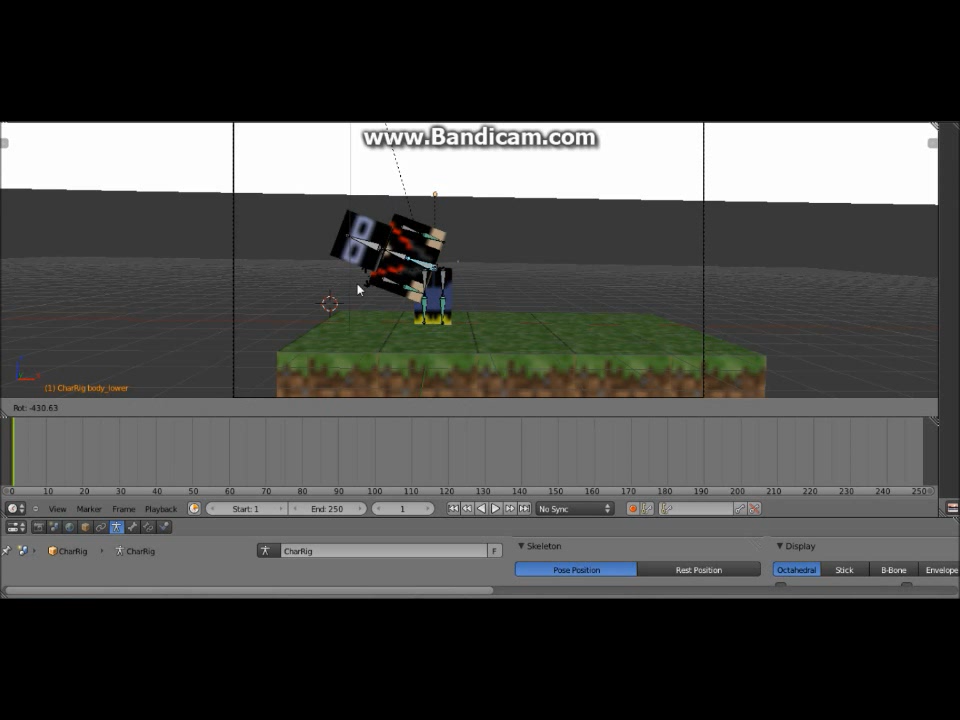 www.Bandicam.com
(1) CharRig body_lower
Rot: -430.63
0 10 20 30 40 50 60 70 80 90 100 110 120 130 140 150 160 170 180 190 200 210 220 230 240 250
View Marker Frame Playback Start: 1 End: 250 1 No Sync
CharRig CharRig CharRig F
Skeleton
Pose Position Rest Position
Display
Octahedral Stick B-Bone Envelope